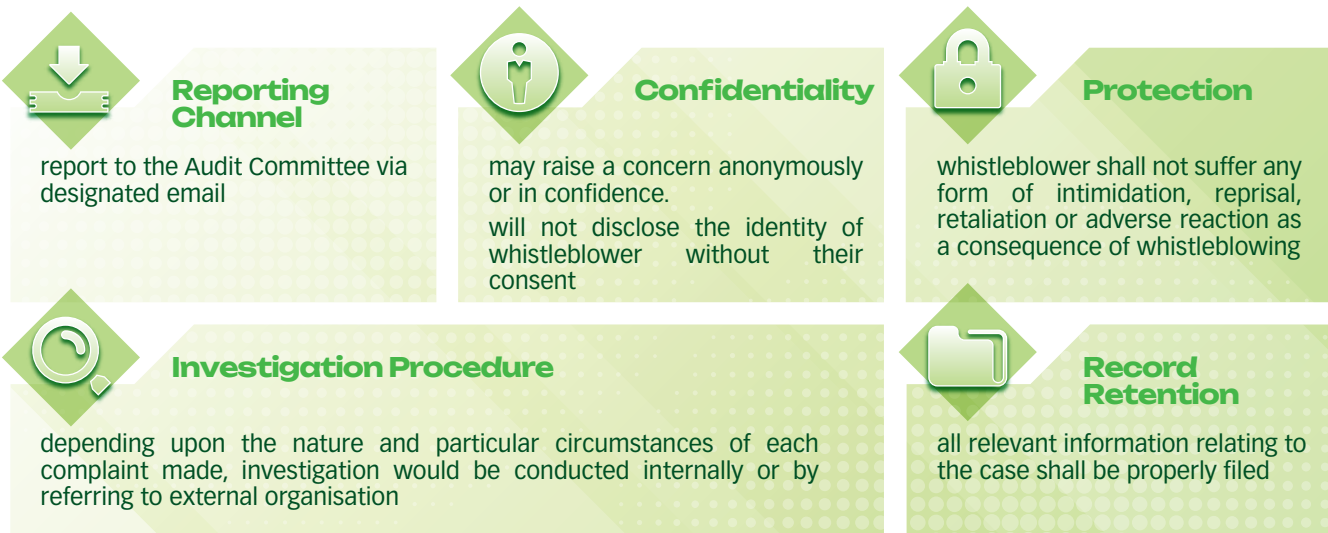 Reporting
Channel
report to the Audit Committee via
designated email
Confidentiality
may raise a concern anonymously
or in confidence.
will not disclose the identity of
whistleblower without their
consent
Protection
whistleblower shall not suffer any
form of intimidation, reprisal,
retaliation or adverse reaction as
a consequence of whistleblowing
Investigation Procedure
depending upon the nature and particular circumstances of each
complaint made, investigation would be conducted internally or by
referring to external organisation
Record
Retention
all relevant information relating to
the case shall be properly filed